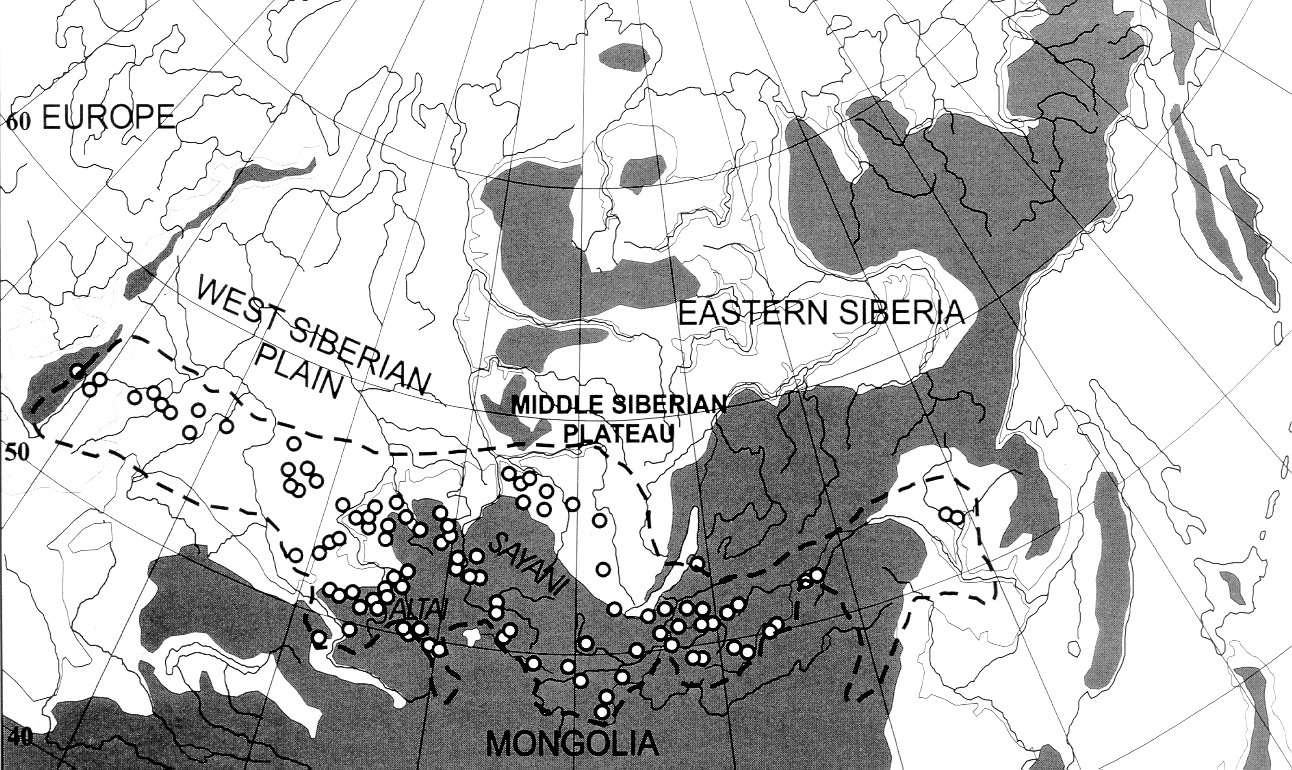 60 EUROPE
WEST SIBERIAN
PLAIN
EASTERN SIBERIA
MIDDLE SIBERIAN
PLATEAU
50
SAYANI
ALTAI
40
MONGOLIA